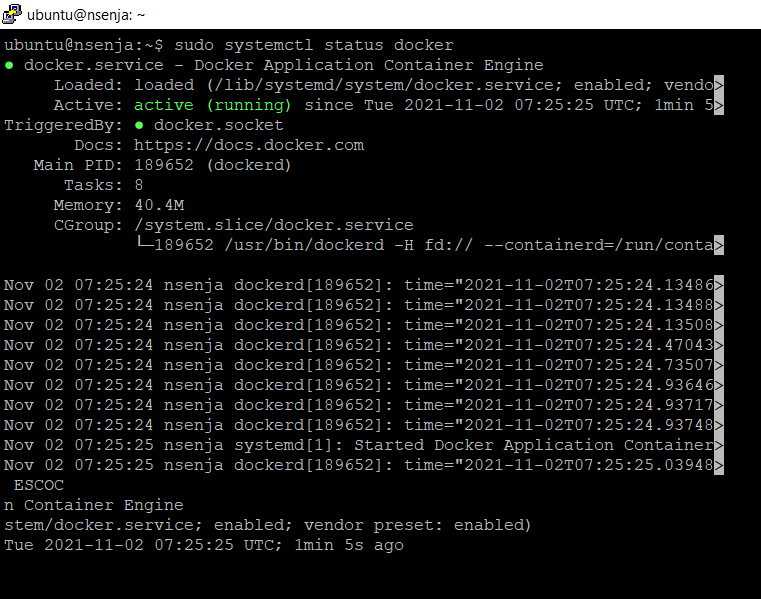 ubuntu@nsenja: ~
ubuntu@nsenja:~$ sudo systemctl status docker
● docker.service - Docker Application Container Engine
Loaded: loaded (/lib/systemd/system/docker.service; enabled; vendo>
Active: active (running) since Tue 2021-11-02 07:25:25 UTC; 1min 5>
TriggeredBy: ● docker.socket
Docs: https://docs.docker.com
Main PID: 189652 (dockerd)
Tasks: 8
Memory: 40.4M
CGroup: /system.slice/docker.service
└─189652 /usr/bin/dockerd -H fd:// --containerd=/run/conta>
Nov 02 07:25:24 nsenja dockerd[189652]: time="2021-11-02T07:25:24.13486>
Nov 02 07:25:24 nsenja dockerd[189652]: time="2021-11-02T07:25:24.13488>
Nov 02 07:25:24 nsenja dockerd[189652]: time="2021-11-02T07:25:24.13508>
Nov 02 07:25:24 nsenja dockerd[189652]: time="2021-11-02T07:25:24.47043>
Nov 02 07:25:24 nsenja dockerd[189652]: time="2021-11-02T07:25:24.73507>
Nov 02 07:25:24 nsenja dockerd[189652]: time="2021-11-02T07:25:24.93646>
Nov 02 07:25:24 nsenja dockerd[189652]: time="2021-11-02T07:25:24.93717>
Nov 02 07:25:24 nsenja dockerd[189652]: time="2021-11-02T07:25:24.93748>
Nov 02 07:25:25 nsenja systemd[1]: Started Docker Application Container>
Nov 02 07:25:25 nsenja dockerd[189652]: time="2021-11-02T07:25:25.03948>
ESCOC
n Container Engine
stem/docker.service; enabled; vendor preset: enabled)
Tue 2021-11-02 07:25:25 UTC; 1min 5s ago